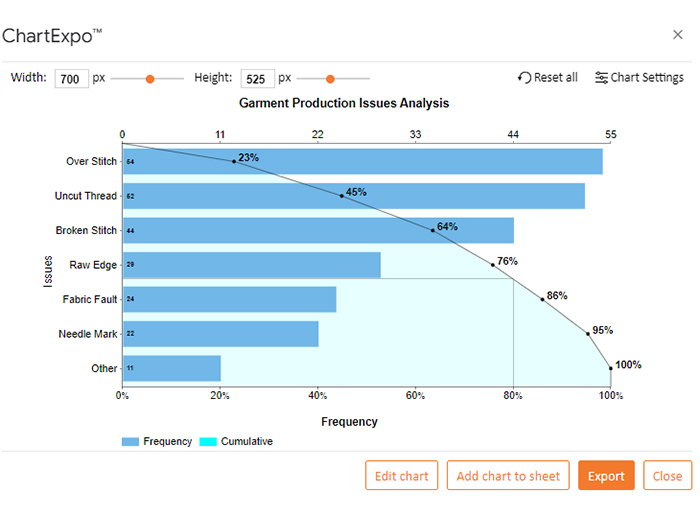 ChartExpo™ ×
Width: 700 px Height: 525 px Reset all Chart Settings
Garment Production Issues Analysis
0 11 22 33 44 55
Over Stitch 54 23%
Uncut Thread 52 45%
Broken Stitch 44 64%
Raw Edge 29 76%
Issues
Fabric Fault 24 86%
Needle Mark 22 95%
Other 11 100%
0% 20% 40% 60% 80% 100%
Frequency
Frequency Cumulative
Edit chart Add chart to sheet Export Close